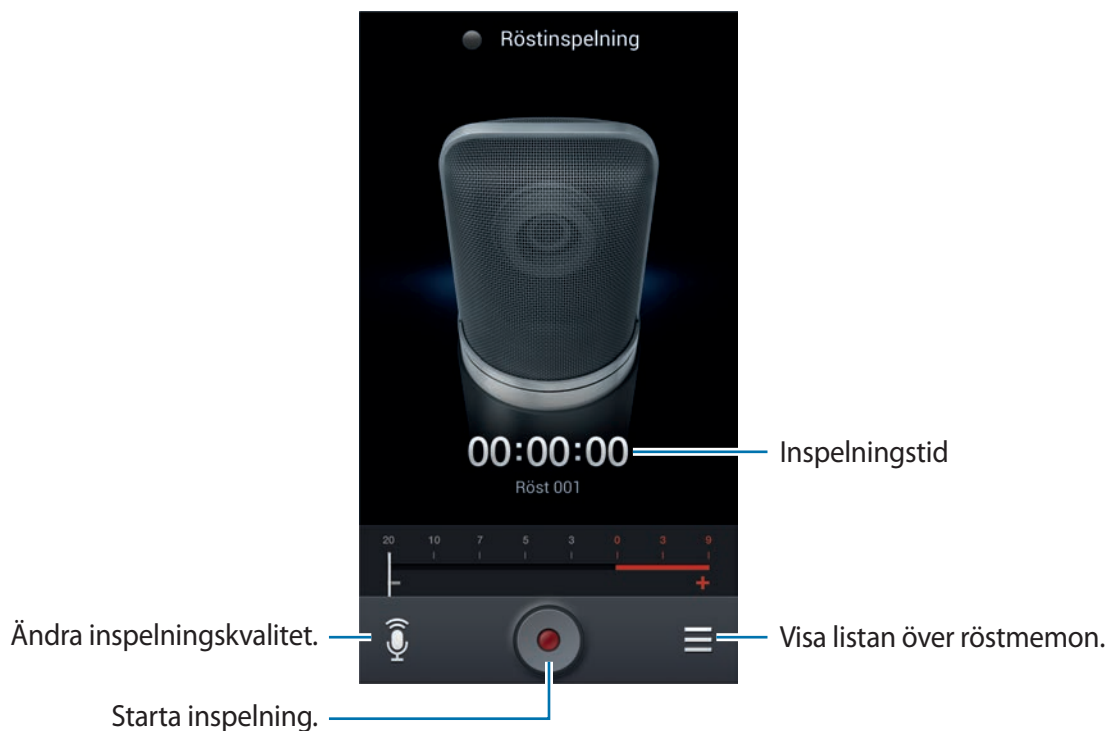 Röstinspelning
00:00:00
Inspelningstid
Röst 001
20 10 7 5 3 0 3 9
- +
Ändra inspelningskvalitet.
Visa listan över röstmemon.
Starta inspelning.